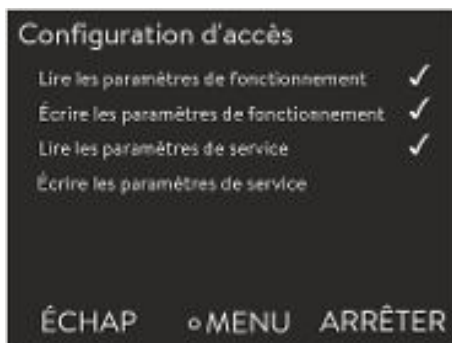 Configuration d'accès
Lire les paramètres de fonctionnement ✓
Écrire les paramètres de fonctionnement ✓
Lire les paramètres de service ✓
Écrire les paramètres de service
ÉCHAP ○ MENU ARRÊTER